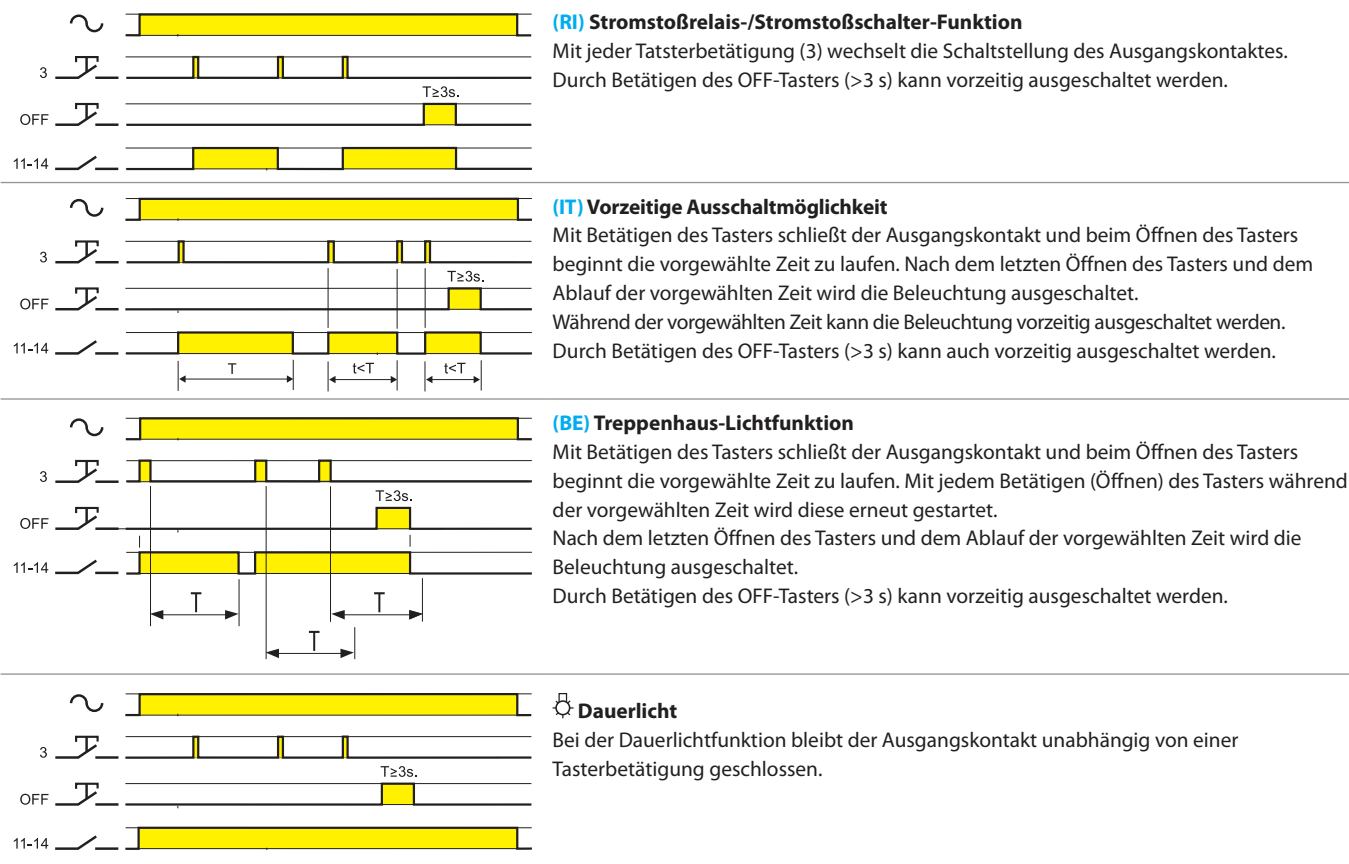 (RI) Stromstoßrelais-/Stromstoßschalter-Funktion
Mit jeder Tatsterbetätigung (3) wechselt die Schaltstellung des Ausgangskontaktes.
Durch Betätigen des OFF-Tasters (>3 s) kann vorzeitig ausgeschaltet werden.
3
T≥3s.
OFF
11-14
(IT) Vorzeitige Ausschaltmöglichkeit
Mit Betätigen des Tasters schließt der Ausgangskontakt und beim Öffnen des Tasters
beginnt die vorgewählte Zeit zu laufen. Nach dem letzten Öffnen des Tasters und dem
Ablauf der vorgewählten Zeit wird die Beleuchtung ausgeschaltet.
Während der vorgewählten Zeit kann die Beleuchtung vorzeitig ausgeschaltet werden.
Durch Betätigen des OFF-Tasters (>3 s) kann auch vorzeitig ausgeschaltet werden.
3
T≥3s.
OFF
11-14
T t<T t<T
(BE) Treppenhaus-Lichtfunktion
Mit Betätigen des Tasters schließt der Ausgangskontakt und beim Öffnen des Tasters
beginnt die vorgewählte Zeit zu laufen. Mit jedem Betätigen (Öffnen) des Tasters während
der vorgewählten Zeit wird diese erneut gestartet.
Nach dem letzten Öffnen des Tasters und dem Ablauf der vorgewählten Zeit wird die
Beleuchtung ausgeschaltet.
Durch Betätigen des OFF-Tasters (>3 s) kann vorzeitig ausgeschaltet werden.
3
T≥3s.
OFF
11-14
T T
T
Dauerlicht
Bei der Dauerlichtfunktion bleibt der Ausgangskontakt unabhängig von einer
Tasterbetätigung geschlossen.
3
T≥3s.
OFF
11-14